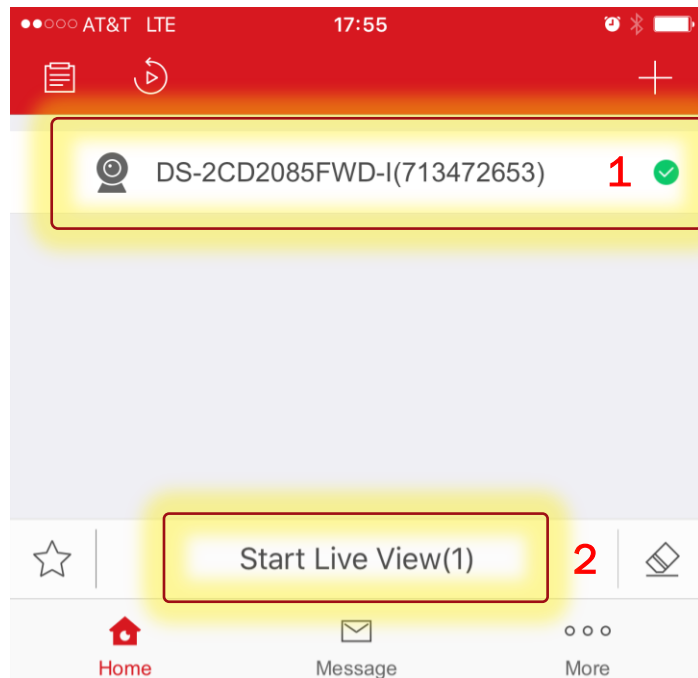 AT&T LTE 17:55
DS-2CD2085FWD-I(713472653) 1
Start Live View(1) 2
Home Message More